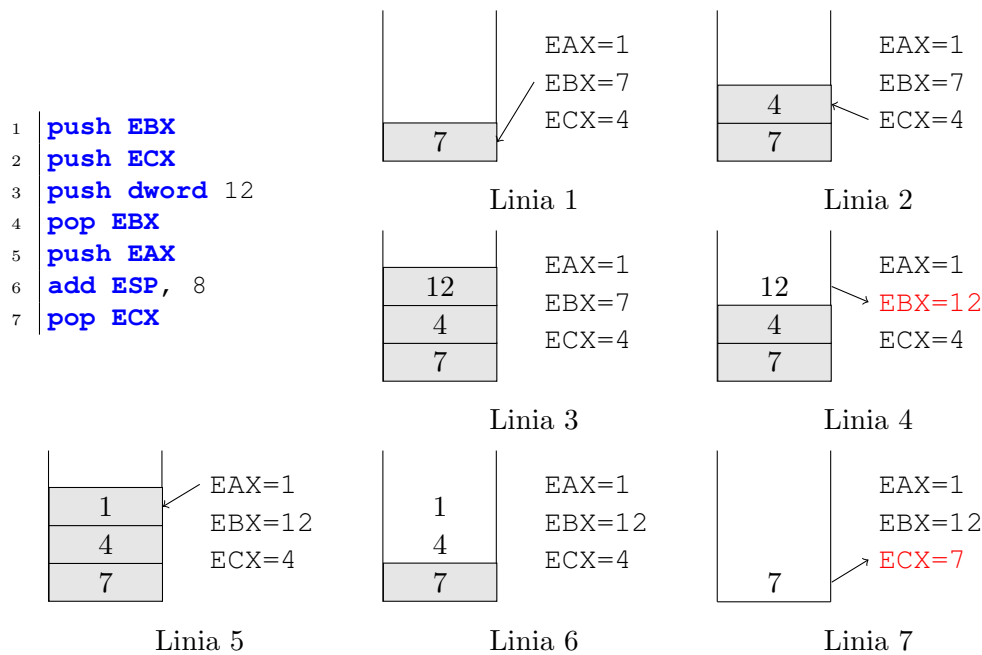 1 push EBX
2 push ECX
3 push dword 12
4 pop EBX
5 push EAX
6 add ESP, 8
7 pop ECX
EAX=1
EBX=7
ECX=4
7
Linia 1
EAX=1
EBX=7
ECX=4
4
7
Linia 2
EAX=1
EBX=7
ECX=4
12
4
7
Linia 3
EAX=1
EBX=12
ECX=4
12
4
7
Linia 4
EAX=1
EBX=12
ECX=4
1
4
7
Linia 5
EAX=1
EBX=12
ECX=4
1
4
7
Linia 6
EAX=1
EBX=12
ECX=7
7
Linia 7